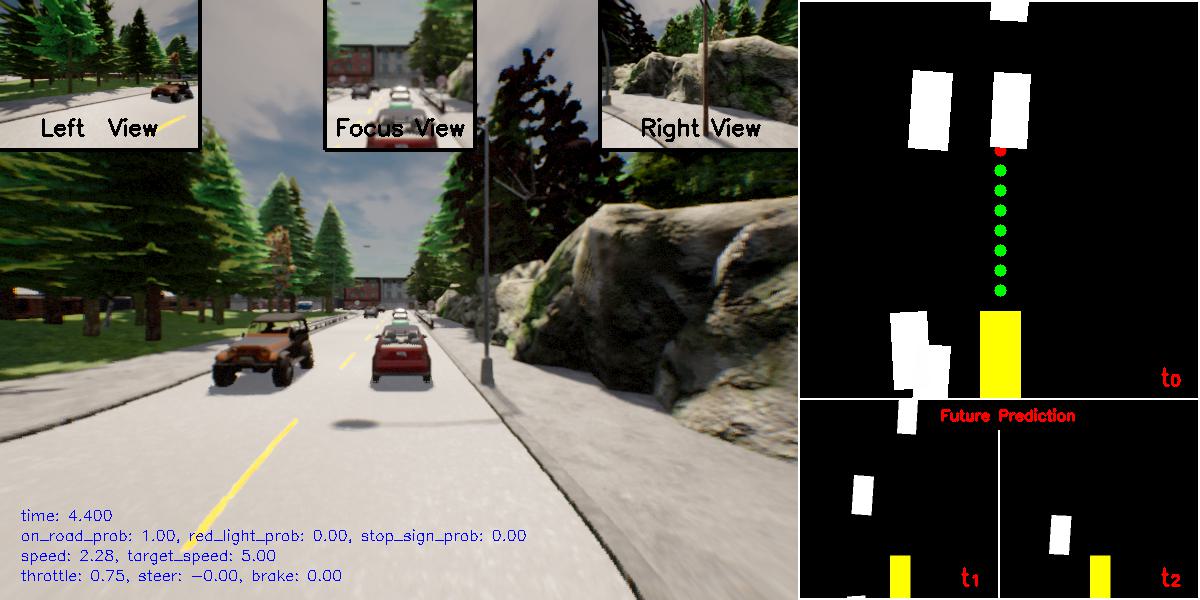 Left View
Focus View
Right View
t0
Future Prediction
t1
t2
time: 4.400
on_road_prob: 1.00, red_light_prob: 0.00, stop_sign_prob: 0.00
speed: 2.28, target_speed: 5.00
throttle: 0.75, steer: −0.00, brake: 0.00